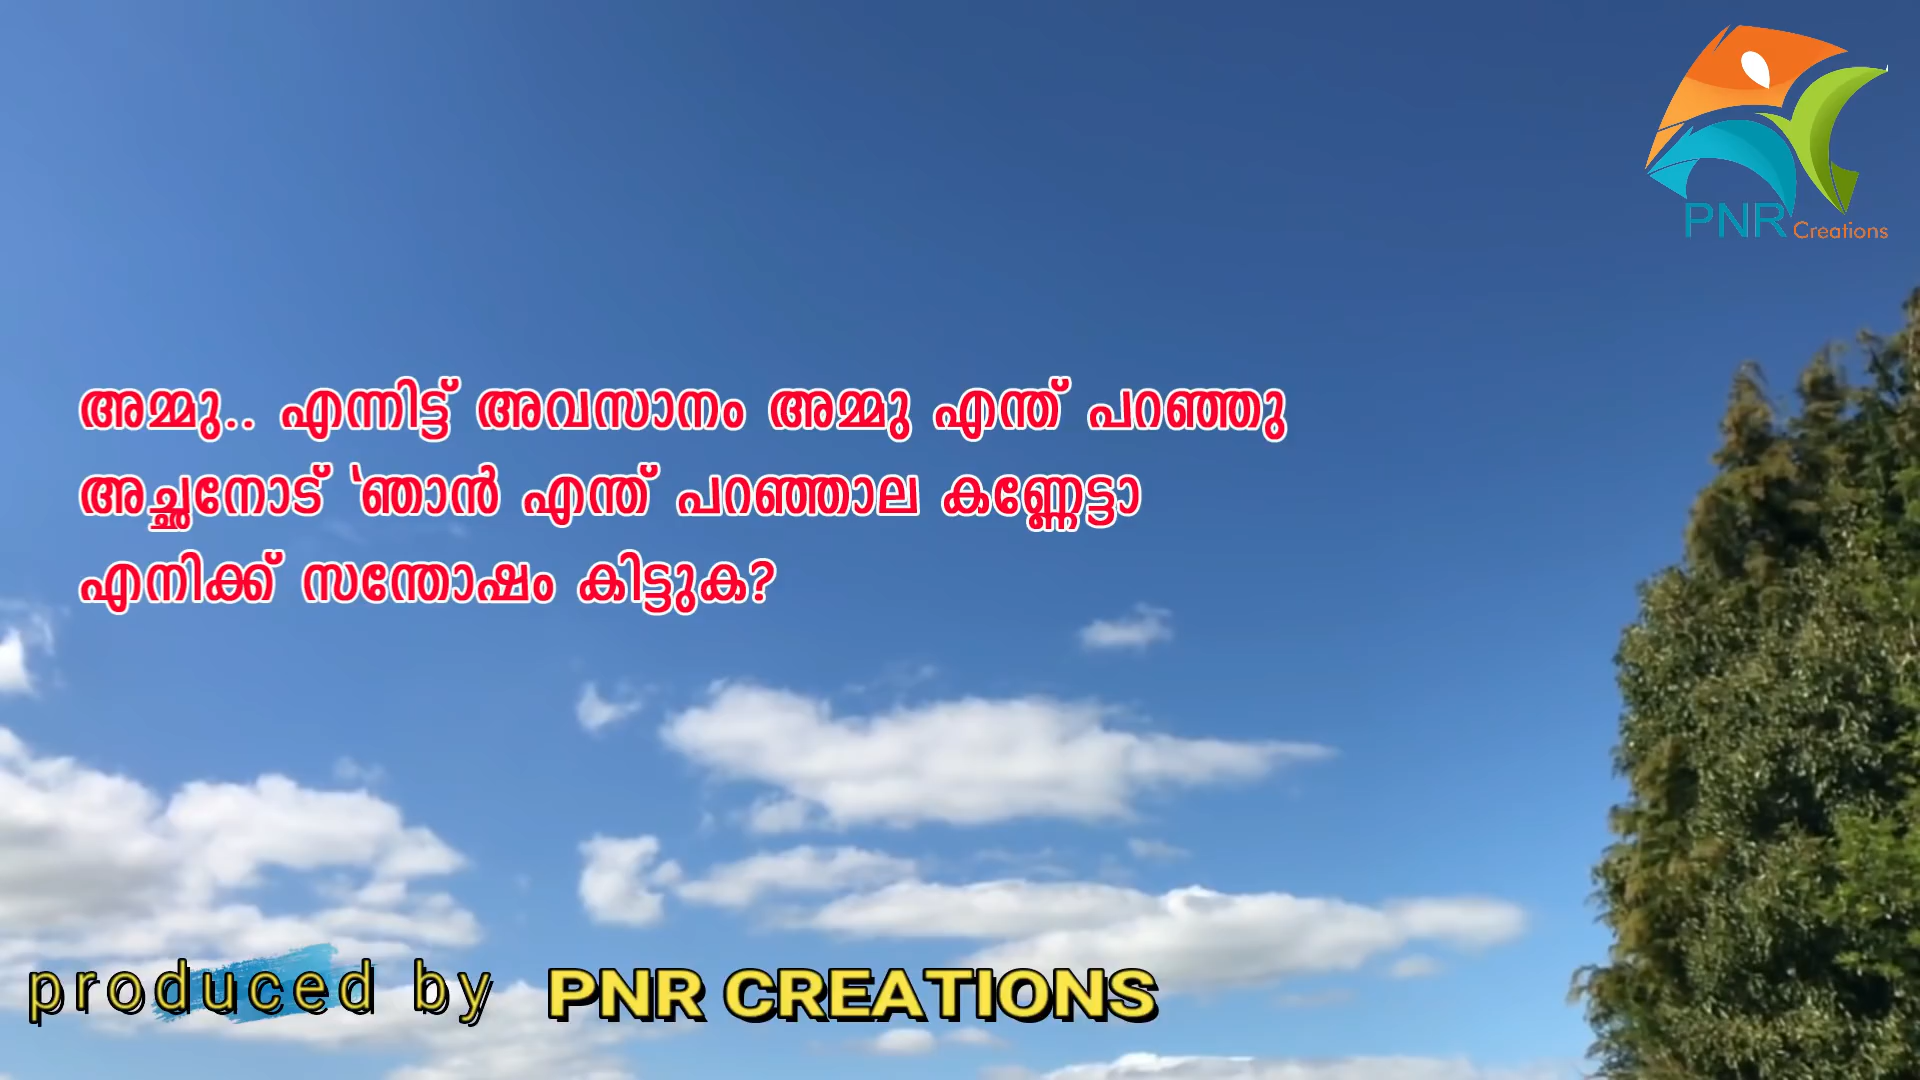 PNR Creations
അമ്മു.. എന്നിട്ട് അവസാനം അമ്മു എന്ത് പറഞ്ഞു
അച്ഛനോട് 'ഞാൻ എന്ത് പറഞ്ഞാല കണ്ണേട്ടാ
എനിക്ക് സന്തോഷം കിട്ടുക?
produced by PNR CREATIONS